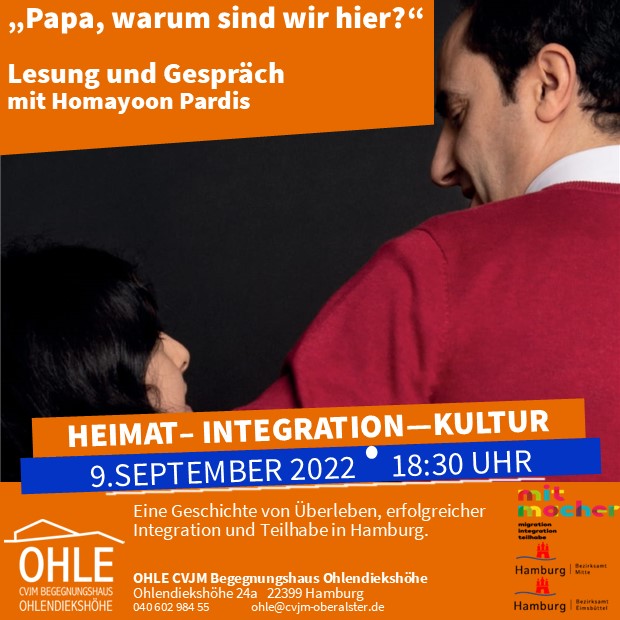 „Papa, warum sind wir hier?“
Lesung und Gespräch
mit Homayoon Pardis
HEIMAT– INTEGRATION—KULTUR
9.SEPTEMBER 2022 • 18:30 UHR
Eine Geschichte von Überleben, erfolgreicher
Integration und Teilhabe in Hamburg.
OHLE
CVJM BEGEGNUNGSHAUS
OHLENDIEKSHÖHE
OHLE CVJM Begegnungshaus Ohlendiekshöhe
Ohlendiekshöhe 24a 22399 Hamburg
040 602 984 55 ohle@cvjm-oberalster.de
mit
macher
migration
integration
teilhabe
Hamburg | Bezirksamt
Mitte
Hamburg | Bezirksamt
Eimsbüttel